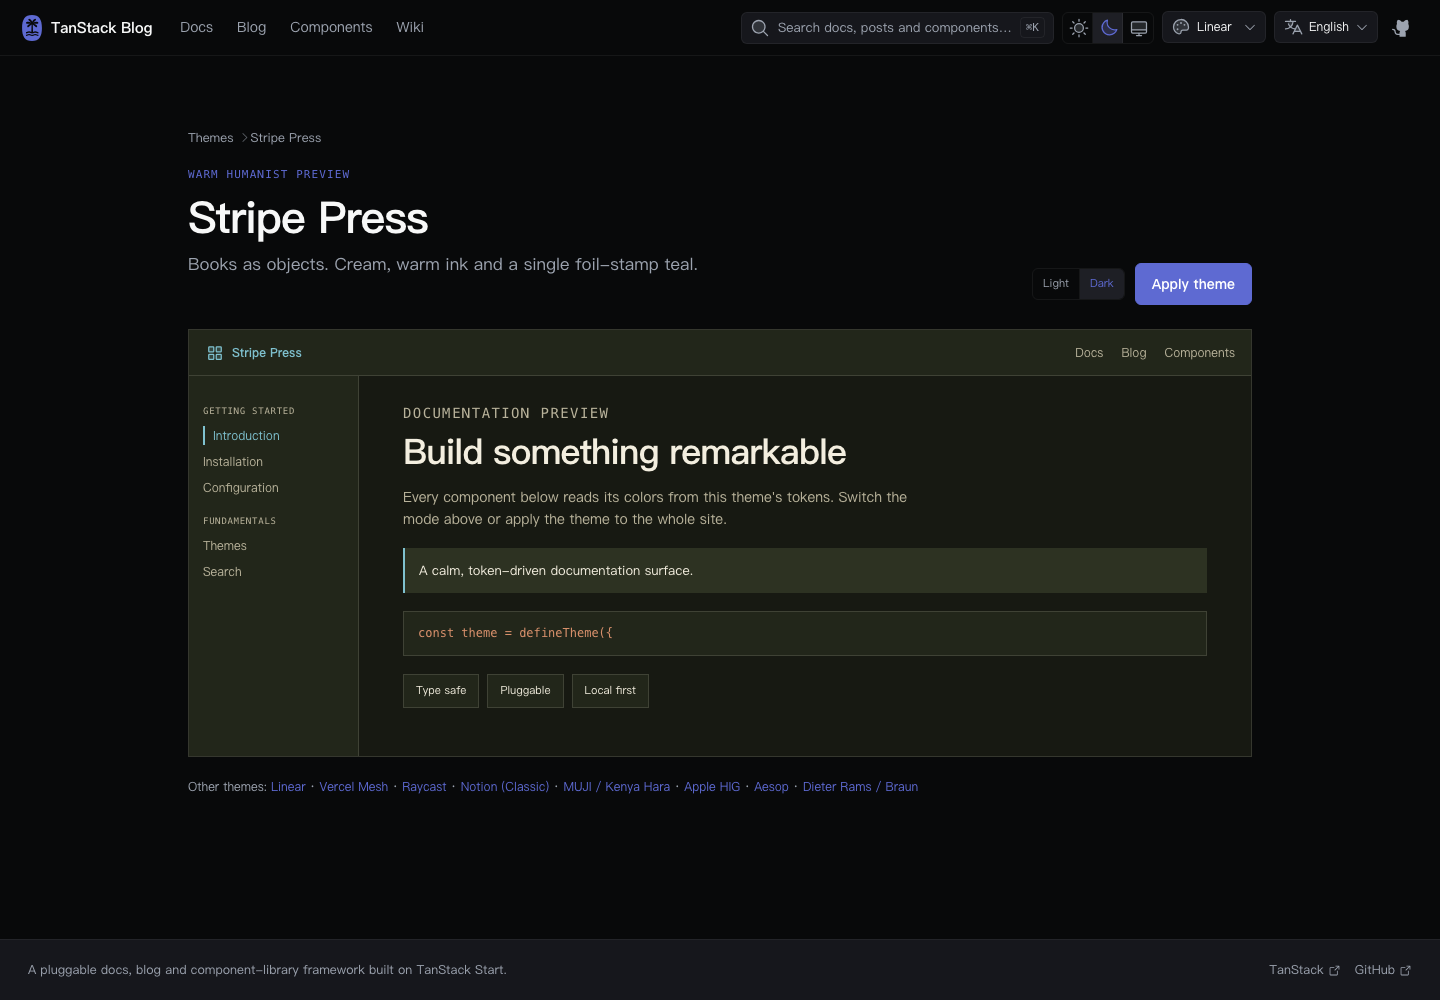 TanStack Blog Docs Blog Components Wiki Search docs, posts and components... ⌘K Linear English
Themes Stripe Press
WARM HUMANIST PREVIEW
Stripe Press
Books as objects. Cream, warm ink and a single foil-stamp teal.
Light Dark Apply theme
Stripe Press Docs Blog Components
GETTING STARTED
Introduction
Installation
Configuration
FUNDAMENTALS
Themes
Search
DOCUMENTATION PREVIEW
Build something remarkable
Every component below reads its colors from this theme's tokens. Switch the
mode above or apply the theme to the whole site.
A calm, token-driven documentation surface.
const theme = defineTheme({
Type safe Pluggable Local first
Other themes: Linear · Vercel Mesh · Raycast · Notion (Classic) · MUJI / Kenya Hara · Apple HIG · Aesop · Dieter Rams / Braun
A pluggable docs, blog and component-library framework built on TanStack Start. TanStack GitHub